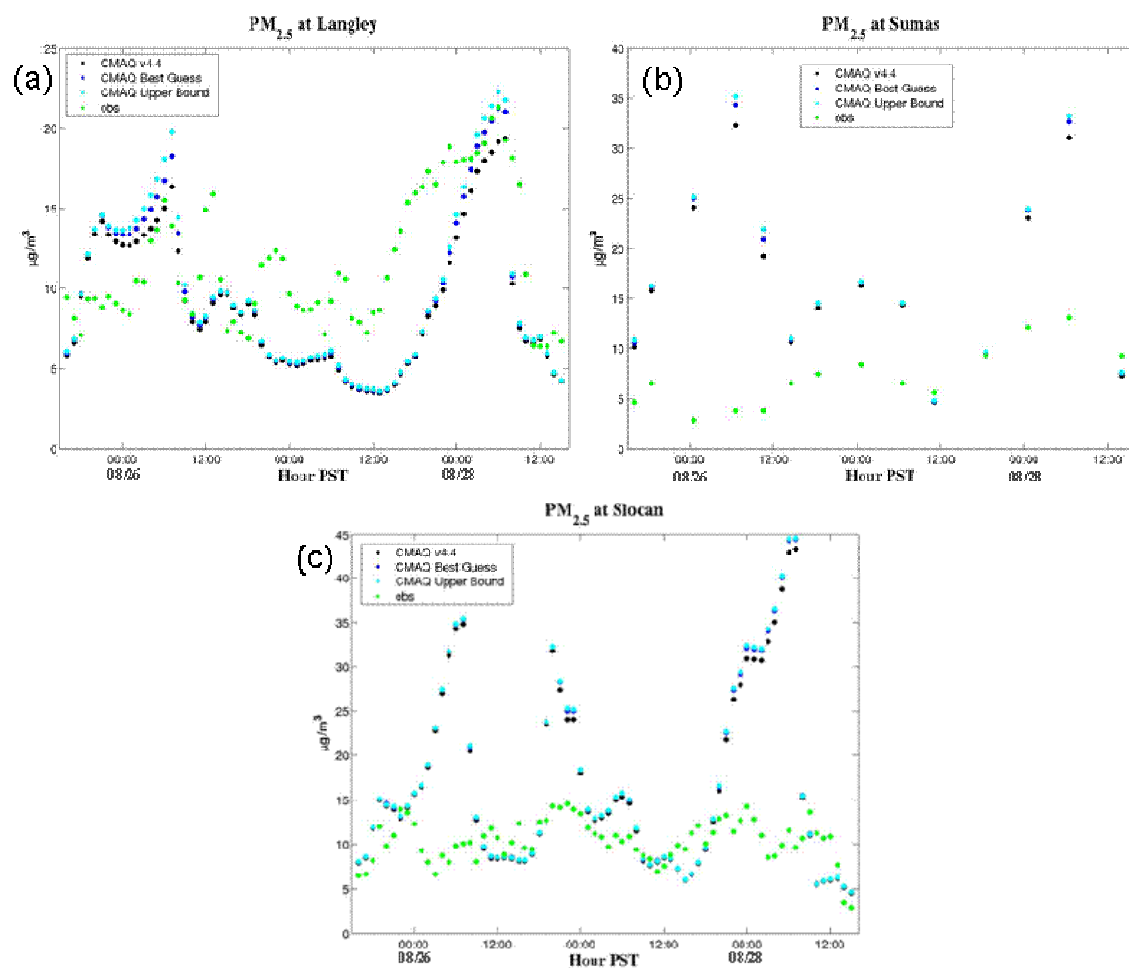 PM2.5 at Langley
(a)
CMAQ v4.4
CMAQ Best Guess
CMAQ Upper Bound
obs
25
20
15
10
5
0
µg/m³
00:00
12:00
00:00
12:00
00:00
12:00
08/26
08/28
Hour PST
PM2.5 at Sumas
(b)
CMAQ v4.4
CMAQ Best Guess
CMAQ Upper Bound
obs
40
35
30
25
20
15
10
5
0
µg/m³
00:00
12:00
00:00
12:00
00:00
12:00
08/26
08/28
Hour PST
PM2.5 at Slocan
(c)
CMAQ v4.4
CMAQ Best Guess
CMAQ Upper Bound
obs
45
40
35
30
25
20
15
10
5
0
µg/m³
00:00
12:00
00:00
12:00
00:00
12:00
08/26
08/28
Hour PST